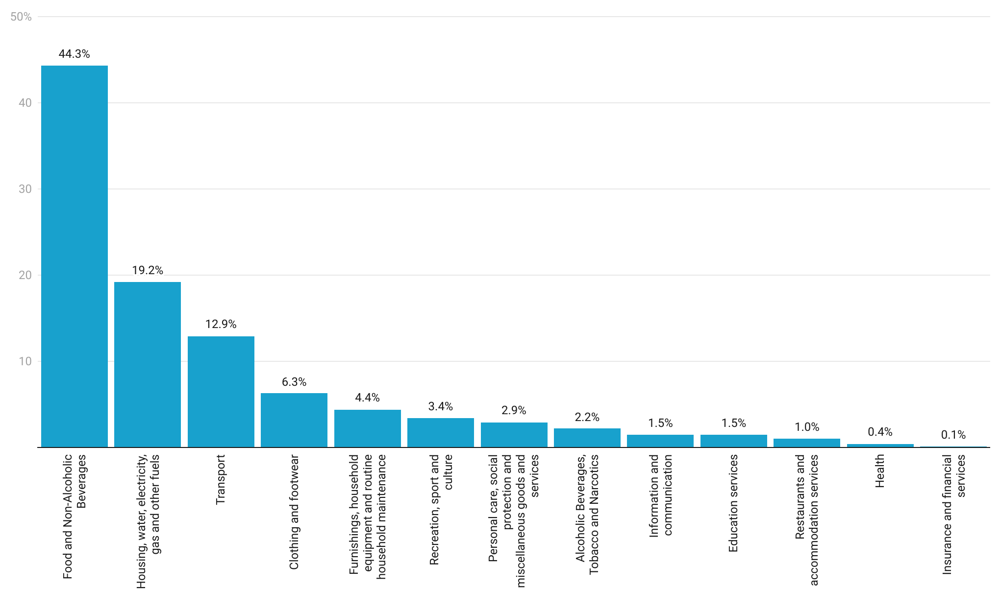 50%
40
30
20
10
44.3%
19.2%
12.9%
6.3%
4.4%
3.4%
2.9%
2.2%
1.5%
1.5%
1.0%
0.4%
0.1%
Food and Non-Alcoholic
Beverages
Housing, water, electricity,
gas and other fuels
Transport
Clothing and footwear
Furnishings, household
equipment and routine
household maintenance
Recreation, sport and
culture
Personal care, social
protection and
miscellaneous goods and
services
Alcoholic Beverages,
Tobacco and Narcotics
Information and
communication
Education services
Restaurants and
accommodation services
Health
Insurance and financial
services